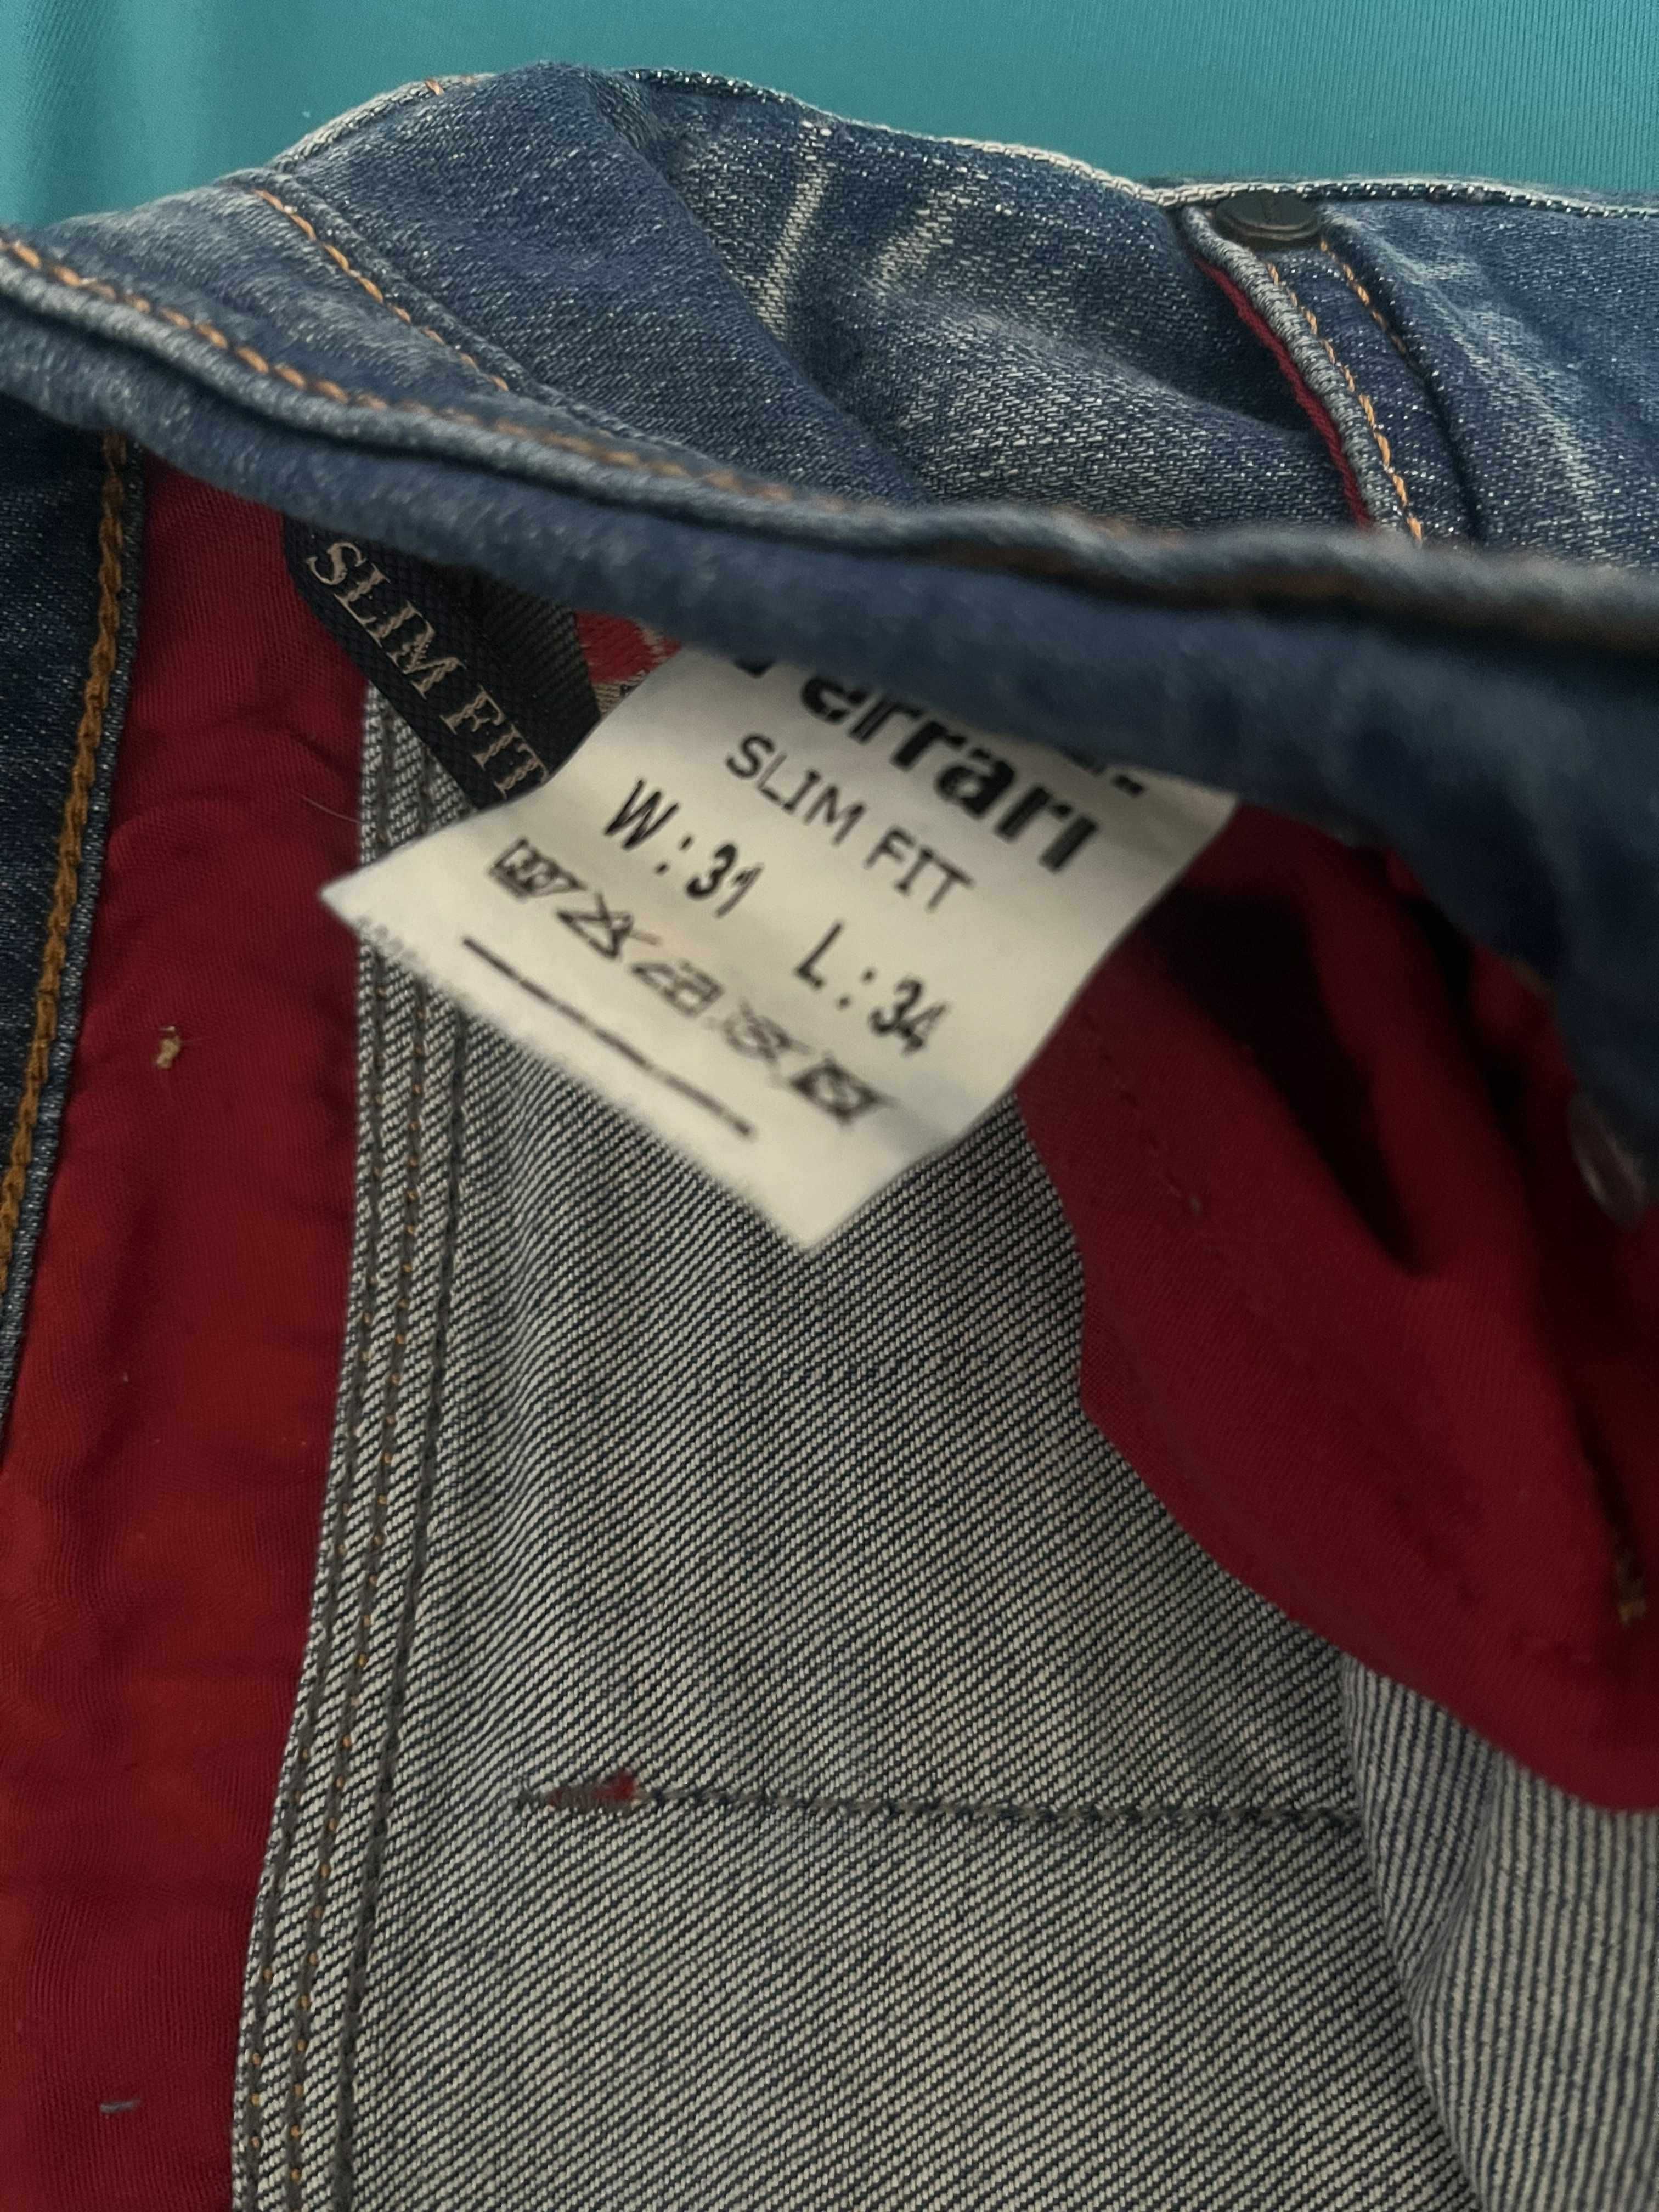 SLIM FIT
errari
SLIM FIT
W:31 L:34